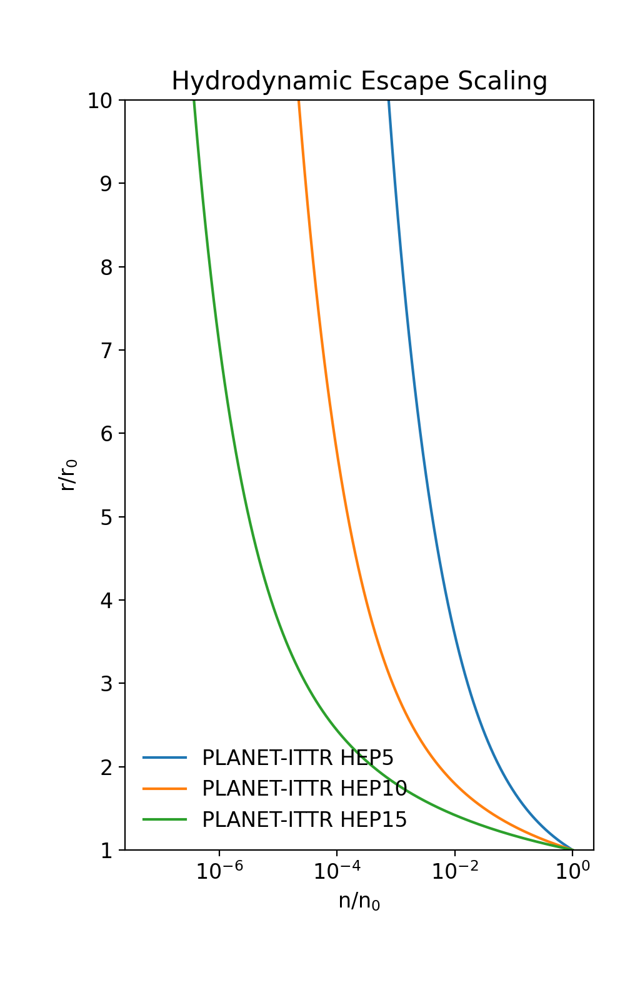 Hydrodynamic Escape Scaling
10
9
8
7
6
5
4
3
2
1
r/r₀
PLANET-ITTR HEP5
PLANET-ITTR HEP10
PLANET-ITTR HEP15
10⁻⁶ 10⁻⁴ 10⁻² 10⁰
n/n₀